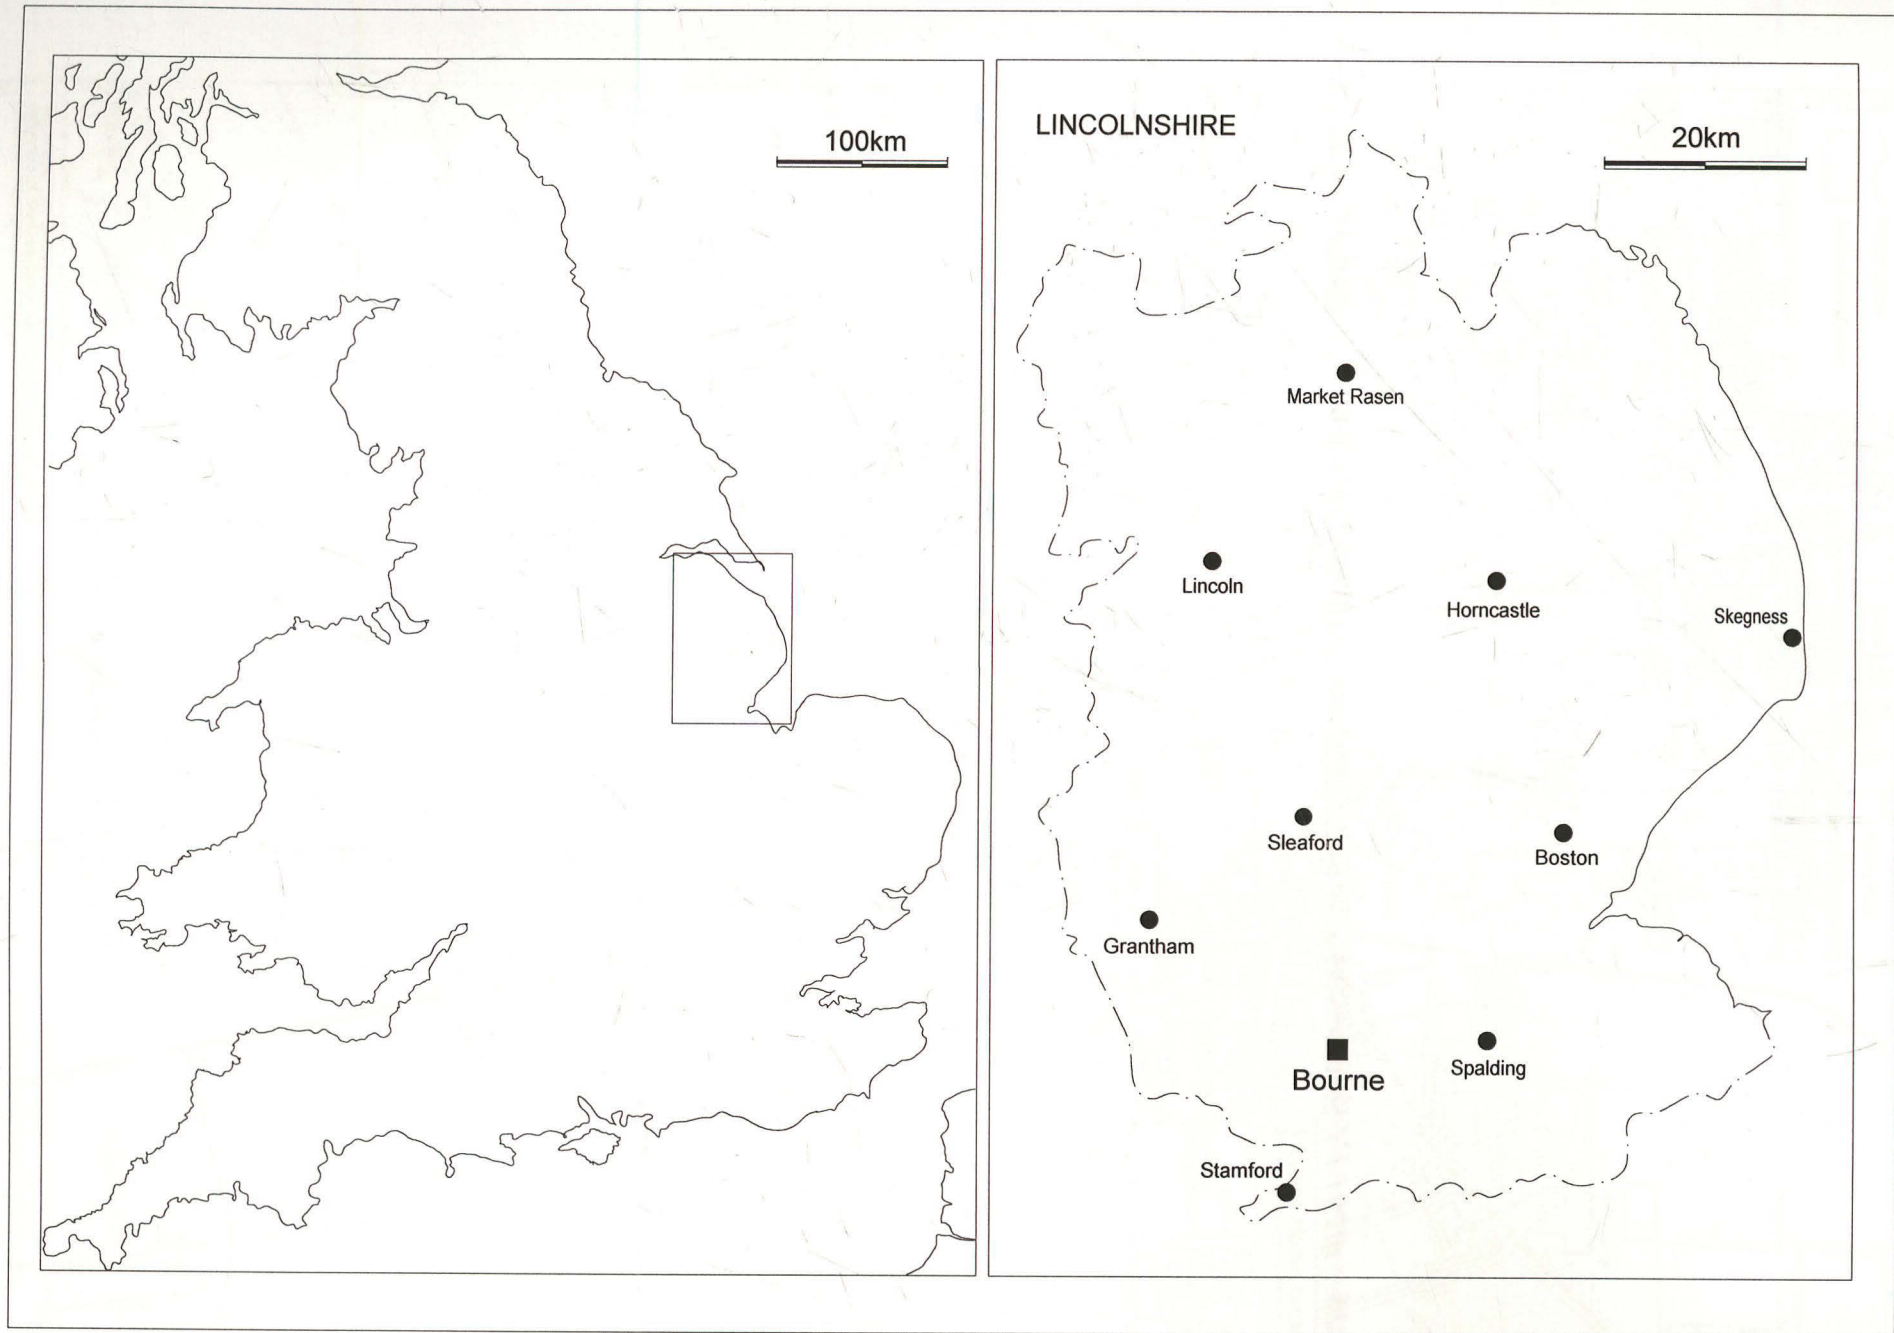 100km
LINCOLNSHIRE
20km
Market Rasen
Lincoln
Horncastle
Skegness
Sleaford
Boston
Grantham
Bourne
Spalding
Stamford